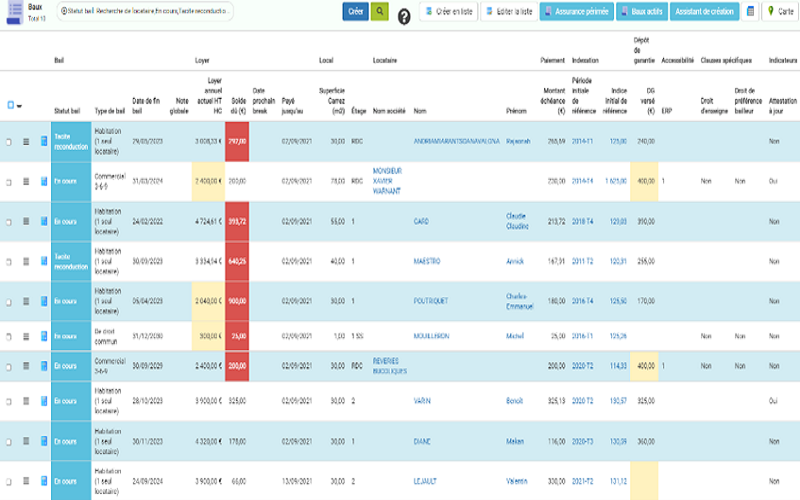 Baux
Total 10
Statut bail: Recherche de locataire,En cours,Tacite reconductio...
Créer
?
Créer en liste
Editer la liste
Assurance périmée
Baux actifs
Assistant de création
Carte
Bail Loyer Local Locataire Paiement Indexation Dépôt de garantie Accessibilité Clauses spécifiques Indicateurs
Statut bail Type de bail Date de fin bail Note globale Loyer annuel actuel HT HC Solde dû (€) Date prochain break Payé jusqu'au Superficie Carrez (m2) Étage Nom société Nom Prénom Montant échéance (€) Période initiale de référence Indice initial de référence DG versé (€) ERP Droit d'enseigne Droit de préférence bailleur Attestation à jour
Tacite reconduction Habitation (1 seul locataire) 29/05/2023 3 008,33 € 297,00 02/09/2021 30,00 RDC Rajaonah 2014-T1 125,00 240,00 Non
En cours Commercial 3-6-9 31/03/2024 2 400,00 € 200,00 02/09/2021 78,00 RDC MONSIEUR XAVIER WARNANT 230,00 2014-T4 1 625,00 400,00 1 Non Non Oui
En cours Habitation (1 seul locataire) 24/02/2022 4 724,61 € 393,72 02/09/2021 55,00 1 CARO Claudie Claudine 213,72 2018-T4 129,03 390,00 Non
Tacite reconduction Habitation (1 seul locataire) 30/09/2023 3 334,94 € 640,25 02/09/2021 40,00 1 MAESTRO Annick 167,91 2011-T2 120,31 255,00 Non
En cours Habitation (1 seul locataire) 05/04/2023 2 040,00 € 900,00 02/09/2021 30,00 1 POUTRIQUET Charles-Emmanuel 180,00 2016-T4 125,50 170,00 Non
En cours De droit commun 31/12/2030 300,00 € 25,00 02/09/2021 1,00 1 SS MOUILLERON Michel 25,00 2016-T1 125,26 Non Non Non
En cours Commercial 3-6-9 30/09/2029 2 400,00 € 200,00 02/09/2021 30,00 RDC REVERIES BUCOLIQUES 200,00 2020-T2 114,33 400,00 1 Non Non Non
En cours Habitation (1 seul locataire) 28/10/2023 3 900,00 € 325,00 02/09/2021 30,00 2 VARIN Benoît 325,13 2020-T2 130,57 325,00 Oui
En cours Habitation (1 seul locataire) 30/11/2023 4 320,00 € 178,00 02/09/2021 30,00 1 DIANE Makan 116,00 2020-T3 130,59 360,00 Non
En cours Habitation (1 seul locataire) 24/09/2024 3 900,00 € 66,00 13/09/2021 30,00 2 LEJAULT Valentin 330,00 2021-T2 131,12 Non